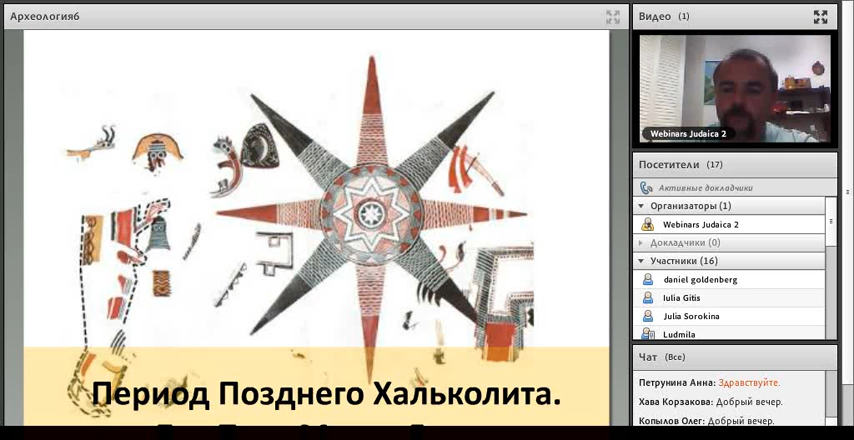 Археология6
Период Позднего Хальколита.
Видео (1)
Webinars Judaica 2
Посетители (17)
Активные докладчики
Организаторы (1)
Webinars Judaica 2
Докладчики (0)
Участники (16)
daniel goldenberg
Iulia Gitis
Julia Sorokina
Ludmila
Чат (Все)
Петрунина Анна: Здравствуйте.
Хава Корзакова: Добрый вечер.
Копылов Олег: Добрый вечер.